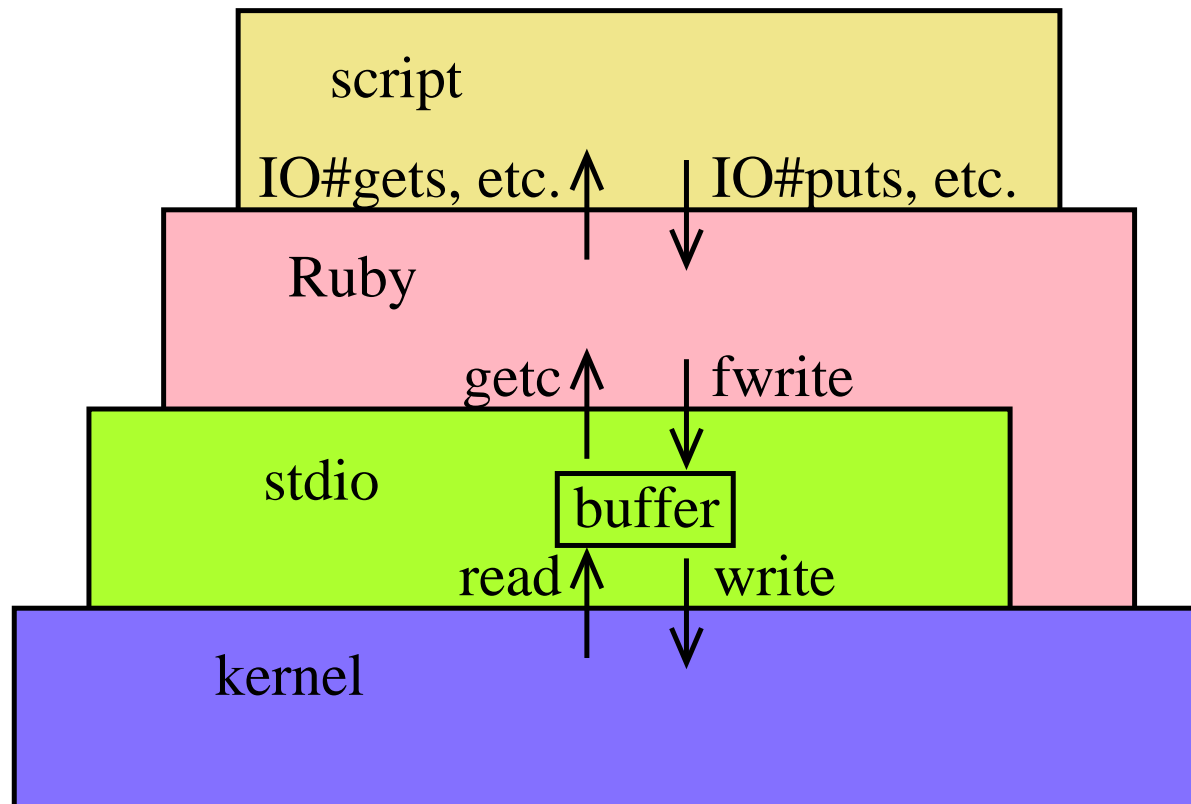 script
IO#gets, etc. IO#puts, etc.
Ruby
getc fwrite
stdio
buffer
read write
kernel